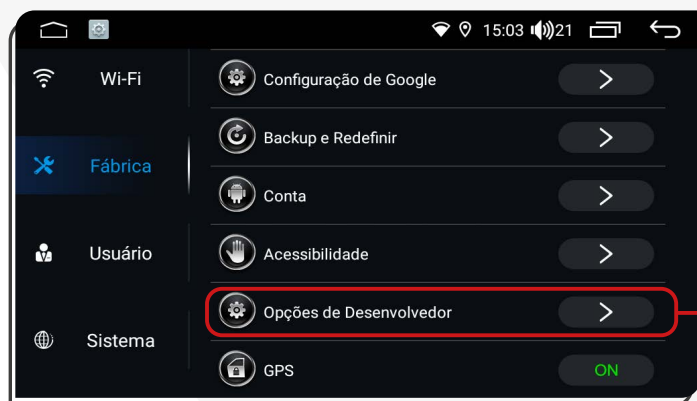 15:03 21
Wi-Fi
Fábrica
Usuário
Sistema
Configuração de Google
Backup e Redefinir
Conta
Acessibilidade
Opções de Desenvolvedor
GPS ON